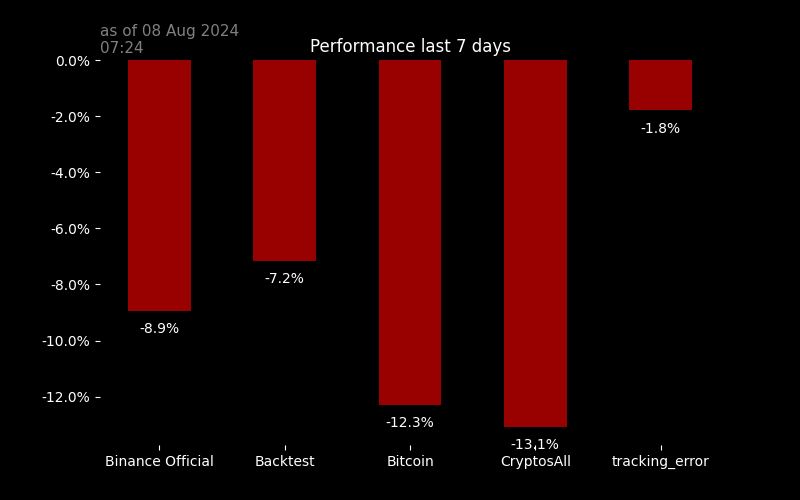 as of 08 Aug 2024
07:24
Performance last 7 days
0.0%
-2.0%
-4.0%
-6.0%
-8.0%
-10.0%
-12.0%
-8.9%
-7.2%
-12.3%
-13.1%
-1.8%
Binance Official
Backtest
Bitcoin
CryptosAll
tracking_error